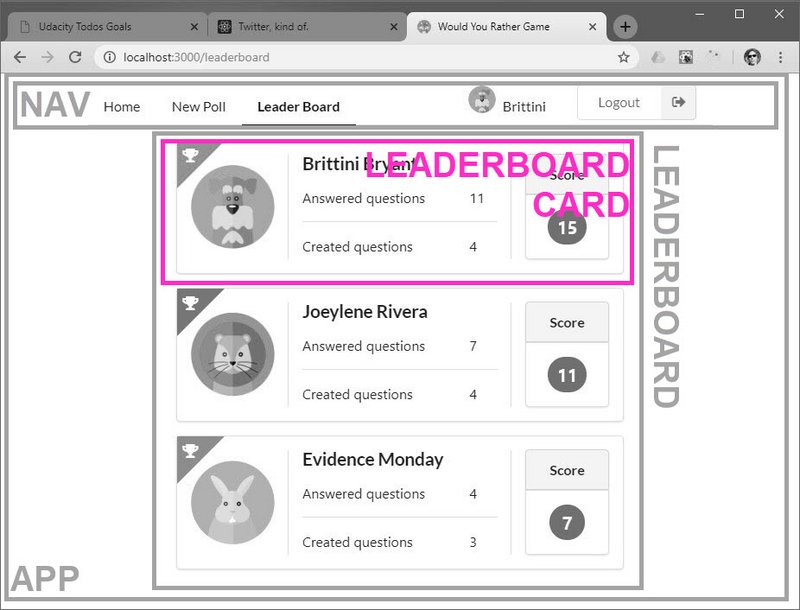 Udacity Todos Goals
Twitter, kind of.
Would You Rather Game
localhost:3000/leaderboard
NAV
Home
New Poll
Leader Board
Brittini
Logout
LEADERBOARD
CARD
Brittini Bryant
Answered questions 11
Created questions 4
Score
15
LEADERBOARD
Joeylene Rivera
Answered questions 7
Created questions 4
Score
11
Evidence Monday
Answered questions 4
Created questions 3
Score
7
APP